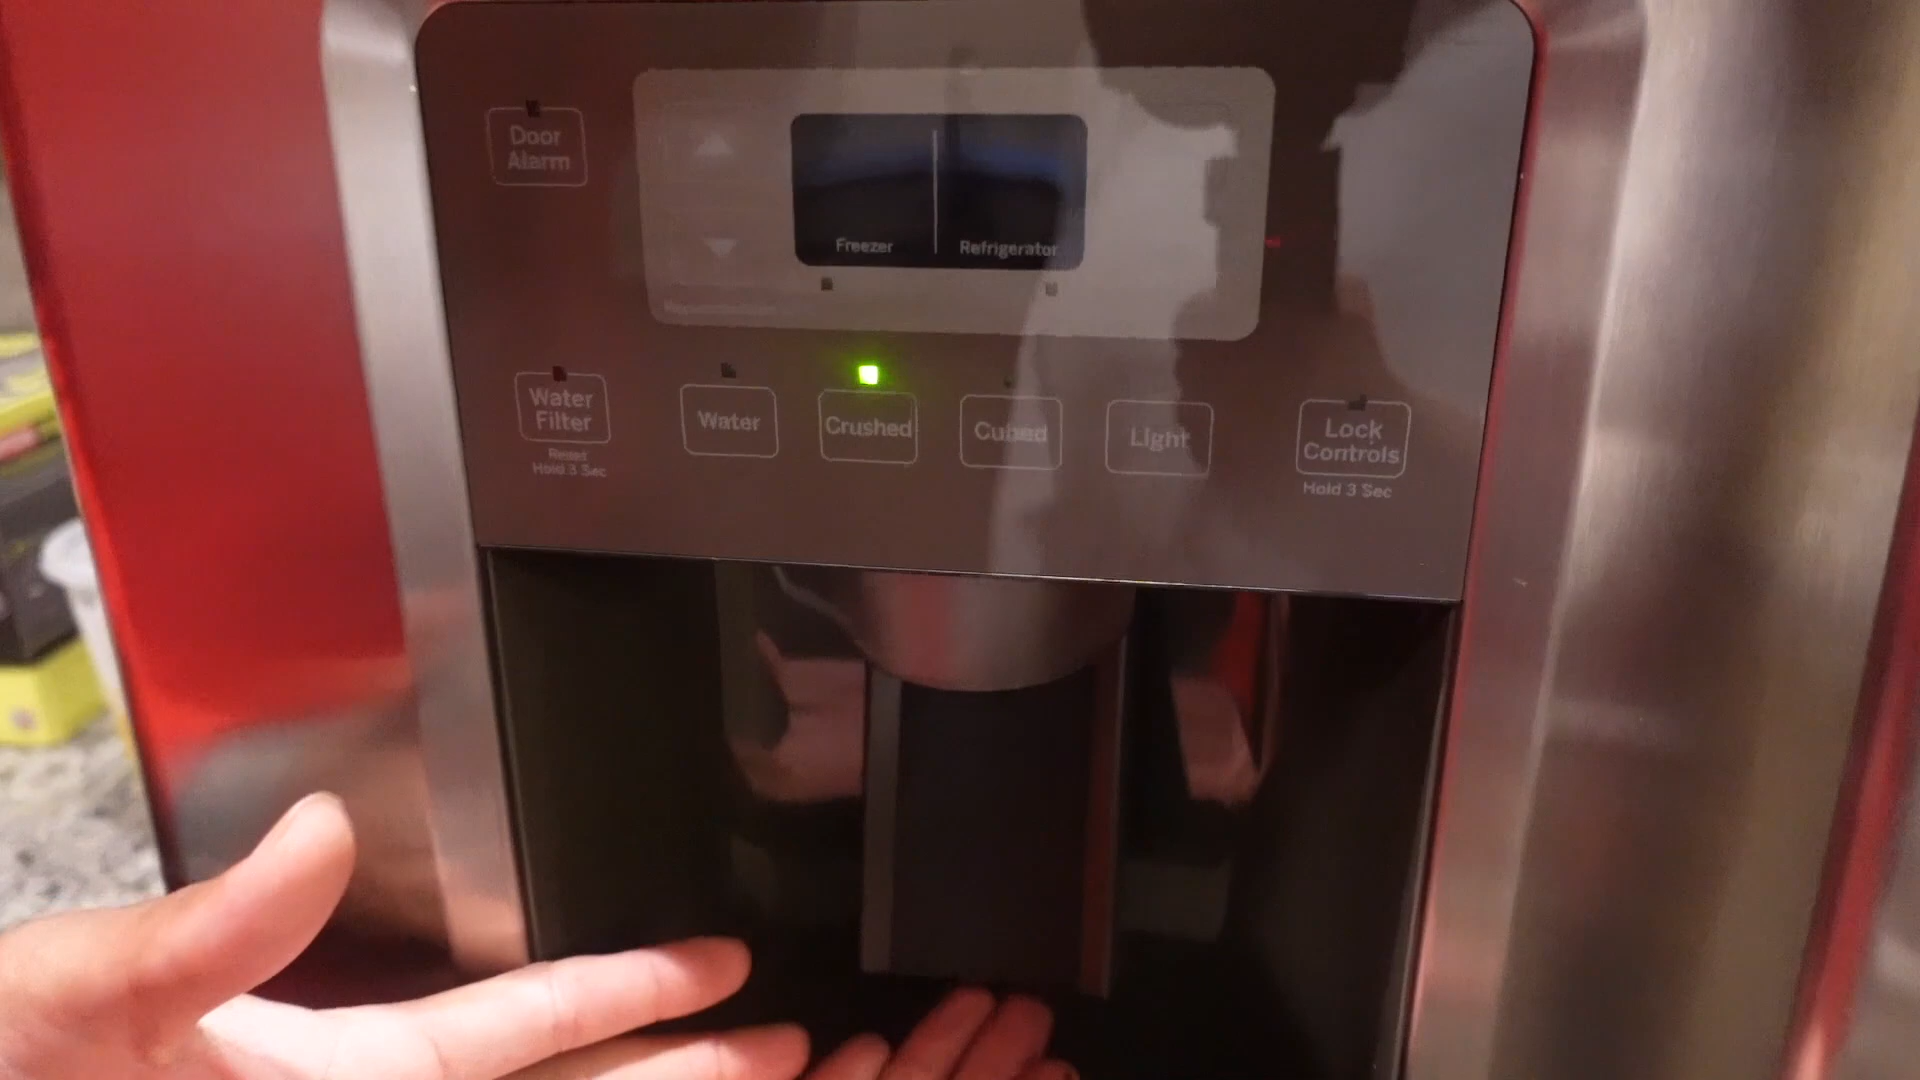 Door
Alarm
Freezer
Refrigerator
Water
Filter
Reset
Hold 3 Sec
Water
Crushed
Cubed
Light
Lock
Controls
Hold 3 Sec